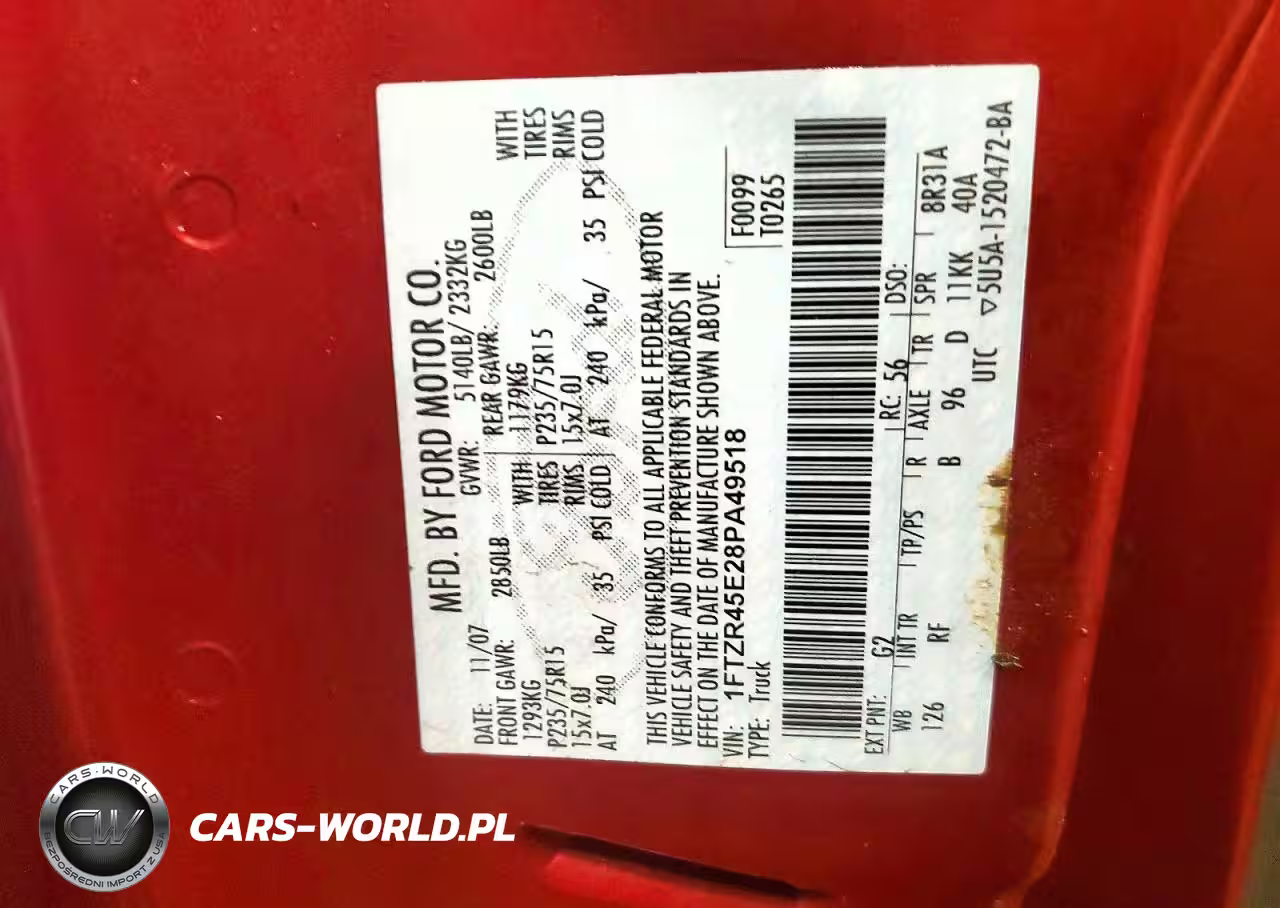 MFD. BY FORD MOTOR CO.
DATE: 11/07 GVWR: 5140LB/ 2332KG
FRONT GAWR: 2850LB REAR GAWR: 2600LB
1293KG WITH 1179KG WITH
P235/75R15 TIRES P235/75R15 TIRES
15x7.0J RIMS 15x7.0J RIMS
AT 240 kPa/ 35 PSI COLD AT 240 kPa/ 35 PSI COLD
THIS VEHICLE CONFORMS TO ALL APPLICABLE FEDERAL MOTOR
VEHICLE SAFETY AND THEFT PREVENTION STANDARDS IN
EFFECT ON THE DATE OF MANUFACTURE SHOWN ABOVE.
VIN: 1FTZR45E28PA49518 F0099
TYPE: Truck T0265
EXT PNT: G2 RC: 56 DSO:
WB INT TR TP/PS R AXLE TR SPR 8R31A
126 RF B 96 D 11KK 40A
UTC ▽5U5A-1520472-BA
CARS-WORLD
CW
BEZPOŚREDNI IMPORT Z USA
CARS-WORLD.PL